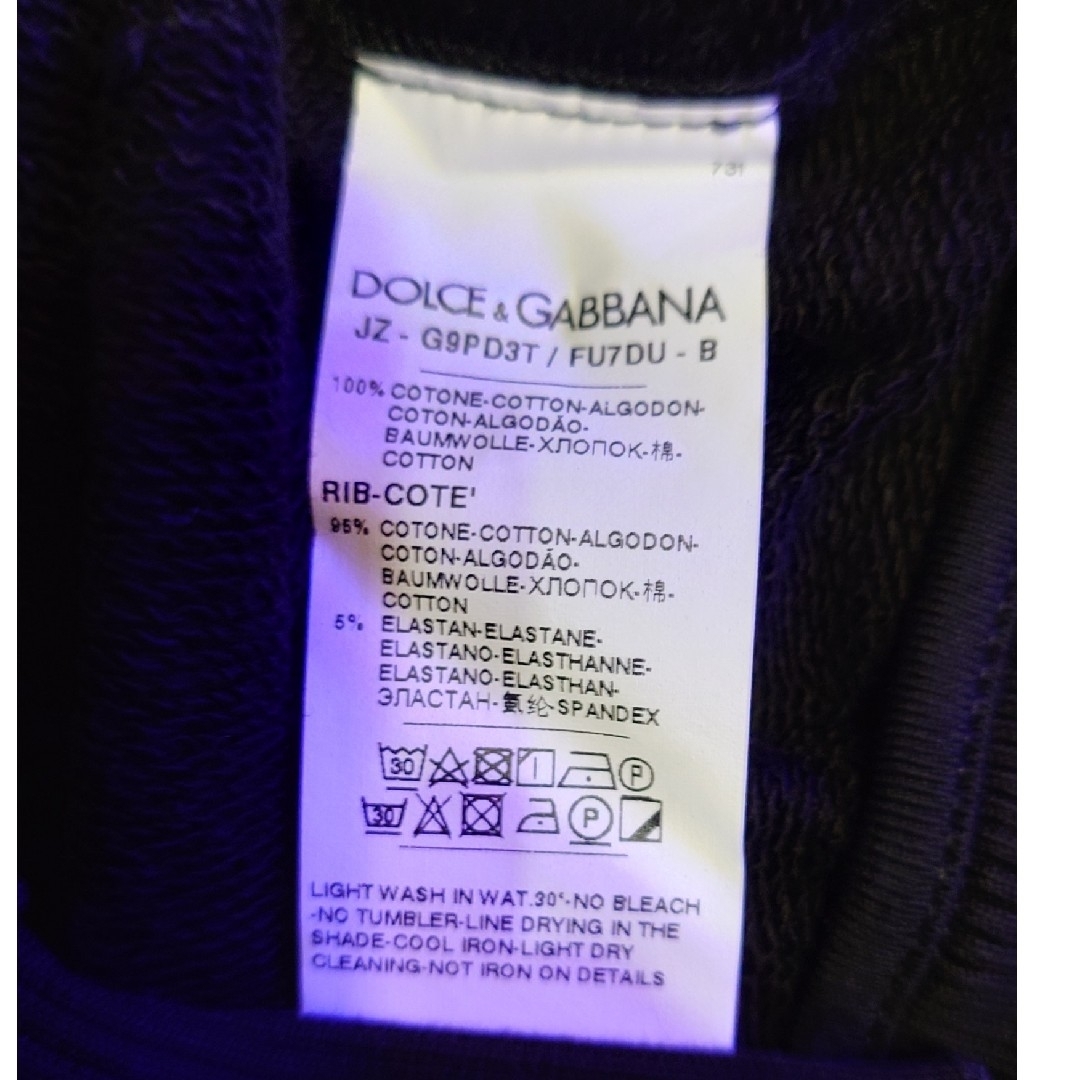 731
DOLCE & GABBANA
JZ - G9PD3T / FU7DU - B
100% COTONE-COTTON-ALGODON-
COTON-ALGODÃO-
BAUMWOLLE-ХЛОПОК-棉-
COTTON
RIB-COTE'
95% COTONE-COTTON-ALGODON-
COTON-ALGODÃO-
BAUMWOLLE-ХЛОПОК-棉-
COTTON
5% ELASTAN-ELASTANE-
ELASTANO-ELASTHANNE-
ELASTANO-ELASTHAN-
ЭЛАСТАН-氨纶-SPANDEX
30 P
30 P
LIGHT WASH IN WAT.30°-NO BLEACH
-NO TUMBLER-LINE DRYING IN THE
SHADE-COOL IRON-LIGHT DRY
CLEANING-NOT IRON ON DETAILS